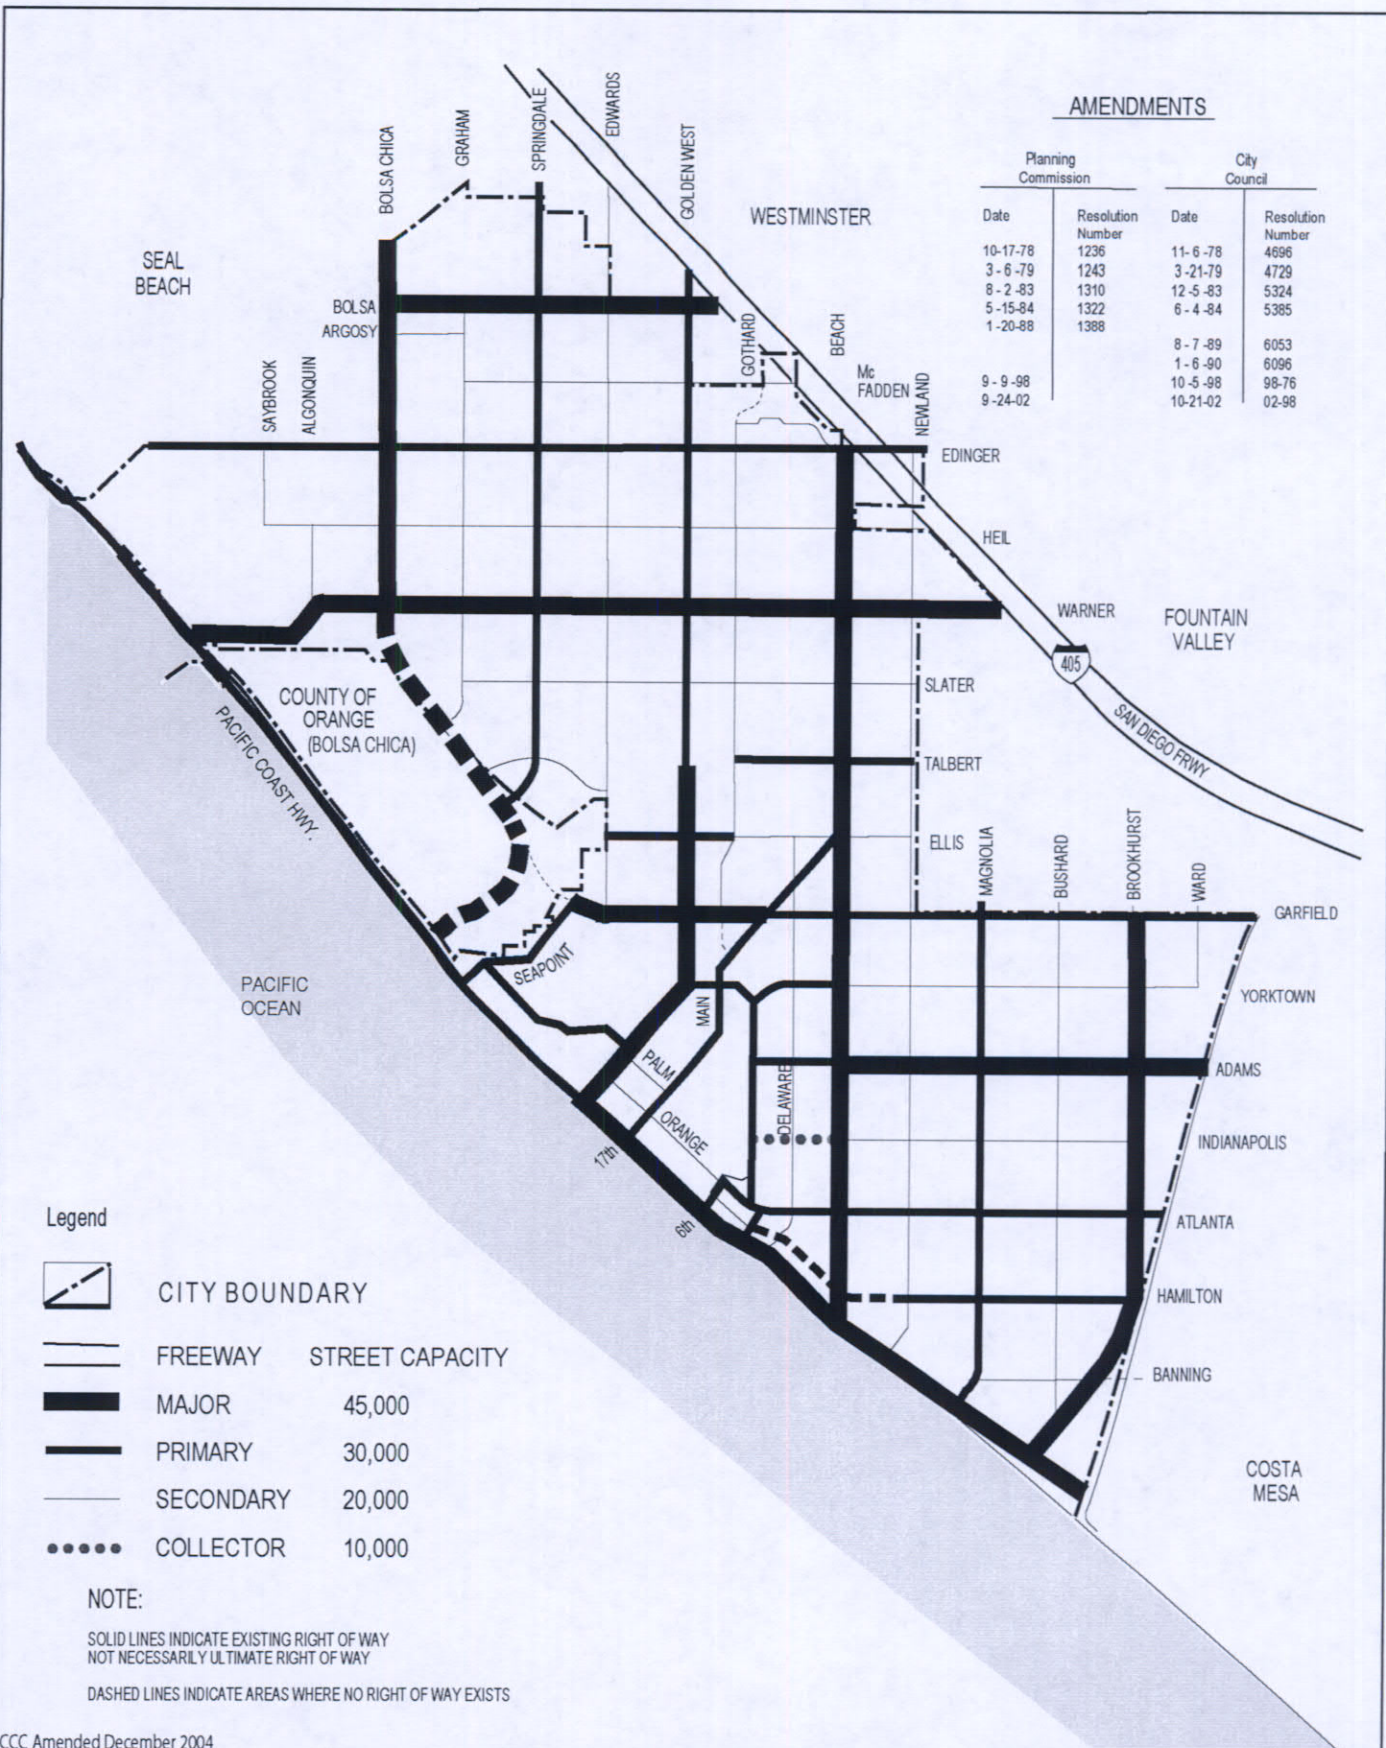 AMENDMENTS
Planning Commission
City Council
Date
Resolution Number
Date
Resolution Number
10-17-78 1236 11- 6 -78 4696
3 - 6 -79 1243 3 -21-79 4729
8 - 2 -83 1310 12 -5 -83 5324
5 -15-84 1322 6 - 4 -84 5385
1 -20-88 1388
8 - 7 -89 6053
1 - 6 -90 6096
9 - 9 -98 10 -5 -98 98-76
9 -24-02 10-21-02 02-98
BOLSA CHICA
GRAHAM
SPRINGDALE
EDWARDS
GOLDEN WEST
WESTMINSTER
SEAL
BEACH
BOLSA
ARGOSY
SAYBROOK
ALGONQUIN
GOTHARD
BEACH
Mc
FADDEN
NEWLAND
EDINGER
HEIL
WARNER
FOUNTAIN
VALLEY
405
SAN DIEGO FRWY
COUNTY OF
ORANGE
(BOLSA CHICA)
PACIFIC COAST HWY.
SLATER
TALBERT
ELLIS
MAGNOLIA
BUSHARD
BROOKHURST
WARD
GARFIELD
SEAPOINT
PACIFIC
OCEAN
MAIN
YORKTOWN
PALM
DELAWARE
ADAMS
ORANGE
INDIANAPOLIS
17th
6th
ATLANTA
HAMILTON
BANNING
COSTA
MESA
Legend
CITY BOUNDARY
FREEWAY STREET CAPACITY
MAJOR 45,000
PRIMARY 30,000
SECONDARY 20,000
COLLECTOR 10,000
NOTE:
SOLID LINES INDICATE EXISTING RIGHT OF WAY
NOT NECESSARILY ULTIMATE RIGHT OF WAY
DASHED LINES INDICATE AREAS WHERE NO RIGHT OF WAY EXISTS
CCC Amended December 2004